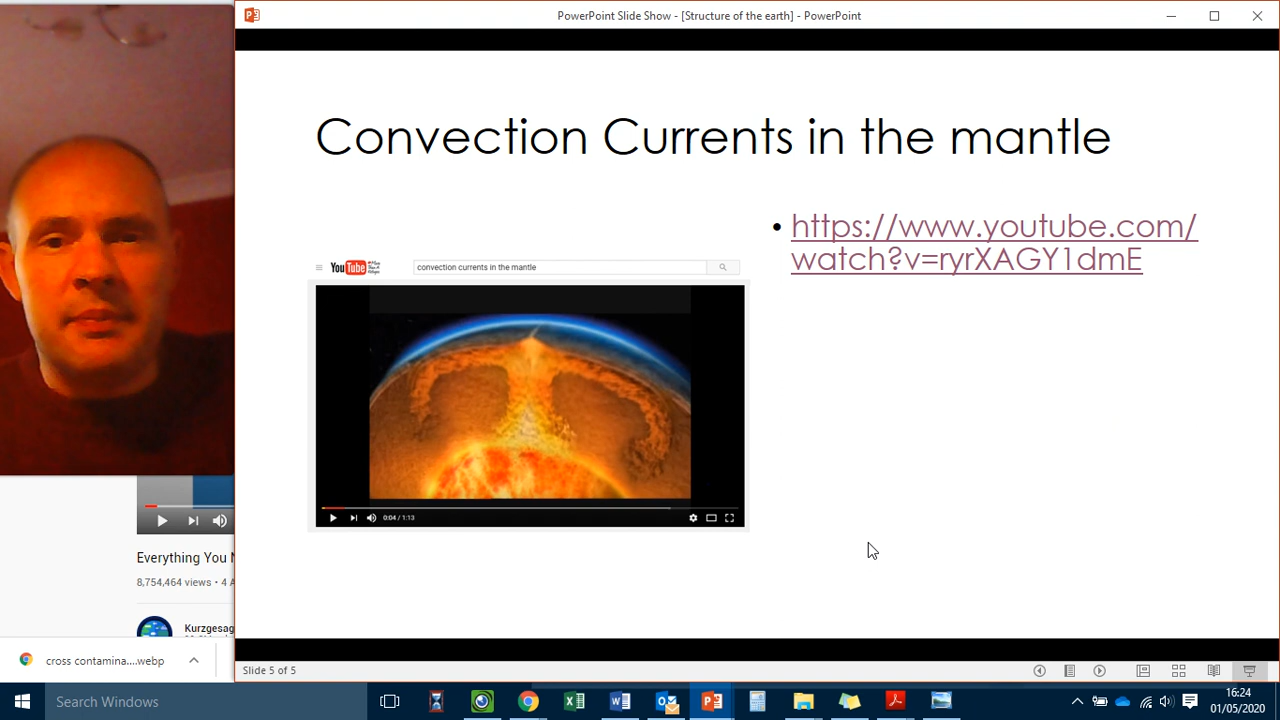 PowerPoint Slide Show - [Structure of the earth] - PowerPoint
Convection Currents in the mantle
• https://www.youtube.com/
watch?v=ryrXAGY1dmE
YouTube
convection currents in the mantle
0:04 / 1:13
Everything You N
8,754,464 views • 4 A
Kurzgesag
cross contamina....webp
Slide 5 of 5
Search Windows
16:24
01/05/2020